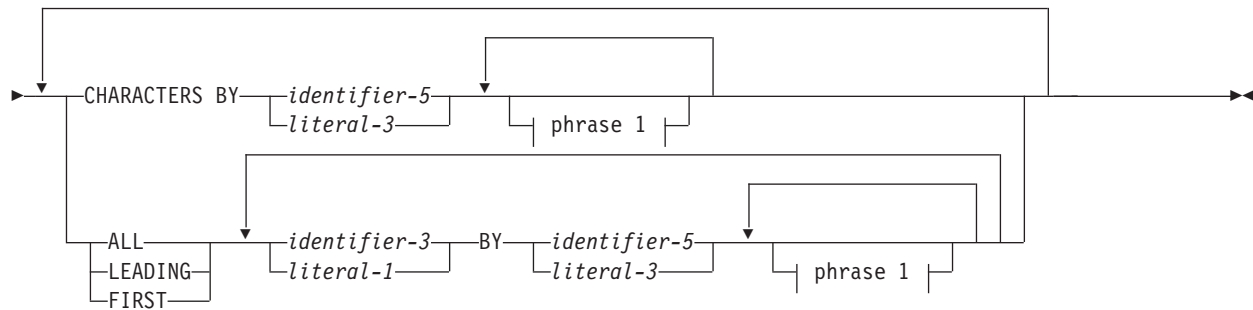 CHARACTERS BY identifier-5
literal-3 phrase 1
ALL identifier-3 BY identifier-5
LEADING literal-1 literal-3 phrase 1
FIRST